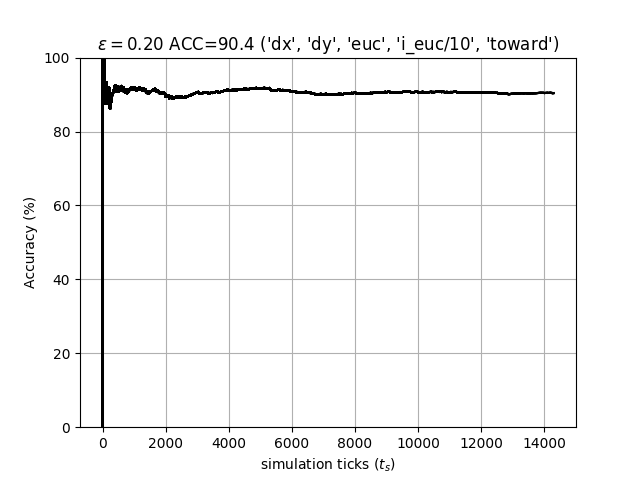 ε = 0.20 ACC=90.4 ('dx', 'dy', 'euc', 'i_euc/10', 'toward')
100
80
60
40
20
0
Accuracy (%)
0 2000 4000 6000 8000 10000 12000 14000
simulation ticks (tₛ)